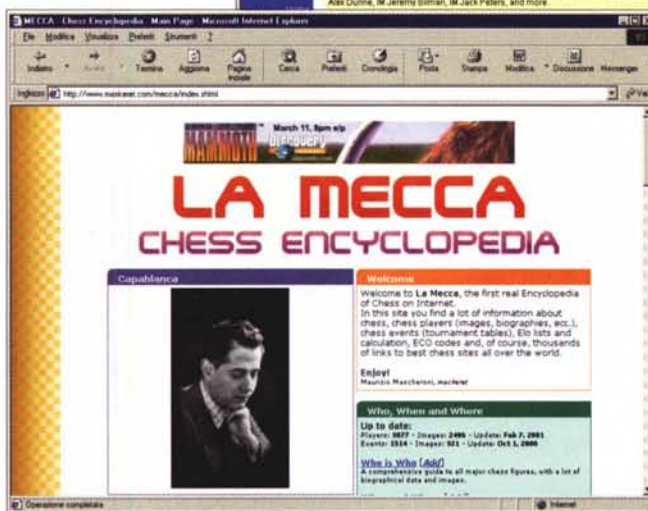 Alex Dunne, IM Jeremy Silman, IM Jack Peters, and more.
MECCA - Chess Encyclopedia - Main Page - Microsoft Internet Explorer
File Modifica Visualizza Preferiti Strumenti ?
Indietro Avanti Termina Aggiorna Pagina iniziale Cerca Preferiti Cronologia Posta Stampa Modifica Discussione Messenger
Indirizzo http://www.maskeret.com/mecca/index.shtml
MAMMOTH March 11, 8pm e/p Discovery
LA MECCA
CHESS ENCYCLOPEDIA
Capablanca
Welcome
Welcome to La Mecca, the first real Encyclopedia
of Chess on Internet.
In this site you find a lot of information about
chess, chess players (images, biographies, ecc.),
chess events (tournament tables), Elo lists and
calculation, ECO codes and, of course, thousands
of links to best chess sites all over the world.
Enjoy!
Maurizio Mascheroni,
Who, When and Where
Up to date:
Players: 9877 - Images: 2495 - Update: Feb 7, 2001
Events: 1514 - Images: 921 - Update: Oct 1, 2000
Who is Who [Add]
A comprehensive guide to all major chess figures, with a lot of
biographical data and images.
Operazione completata
Internet